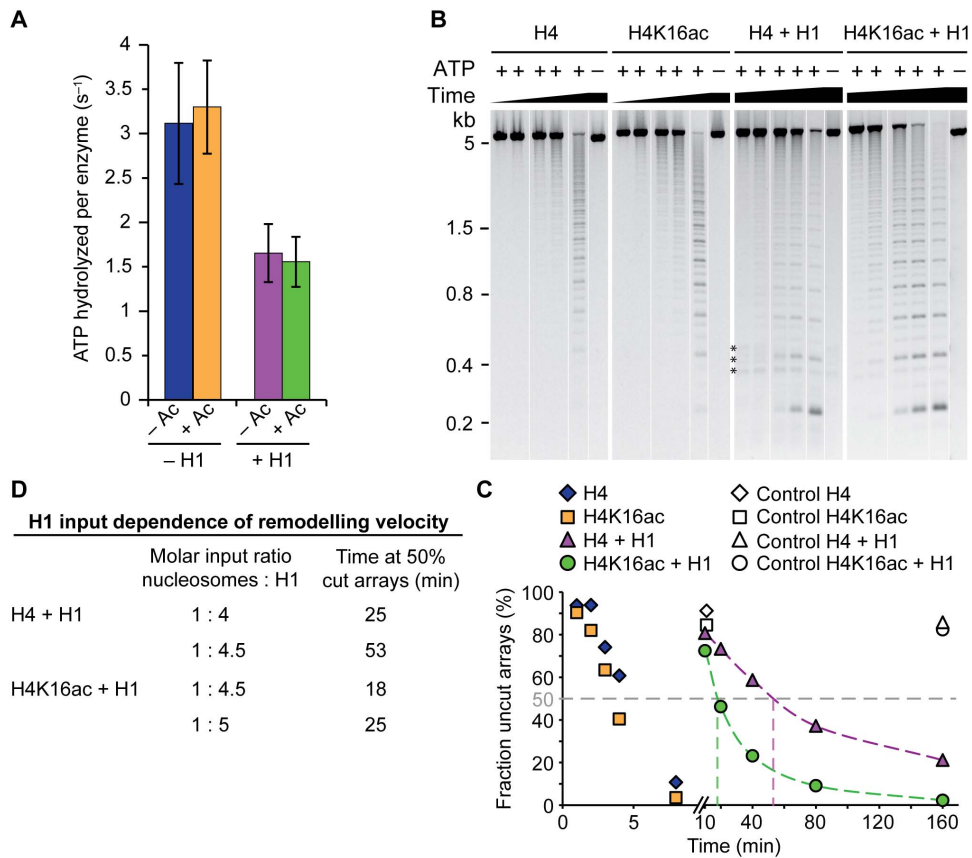 A
ATP hydrolyzed per enzyme (s⁻¹)
4
3.5
3
2.5
2
1.5
1
0.5
0
– Ac
+ Ac
– Ac
+ Ac
– H1
+ H1
B
H4
H4K16ac
H4 + H1
H4K16ac + H1
ATP + + + + + – + + + + + – + + + + + – + + + + + –
Time
kb
5
1.5
0.8
0.4
0.2
*
*
*
D
H1 input dependence of remodelling velocity
Molar input ratio Time at 50%
nucleosomes : H1 cut arrays (min)
H4 + H1 1 : 4 25
1 : 4.5 53
H4K16ac + H1 1 : 4.5 18
1 : 5 25
C
H4
H4K16ac
H4 + H1
H4K16ac + H1
Control H4
Control H4K16ac
Control H4 + H1
Control H4K16ac + H1
Fraction uncut arrays (%)
100
80
60
50
40
20
0
0 5 10 40 80 120 160
Time (min)